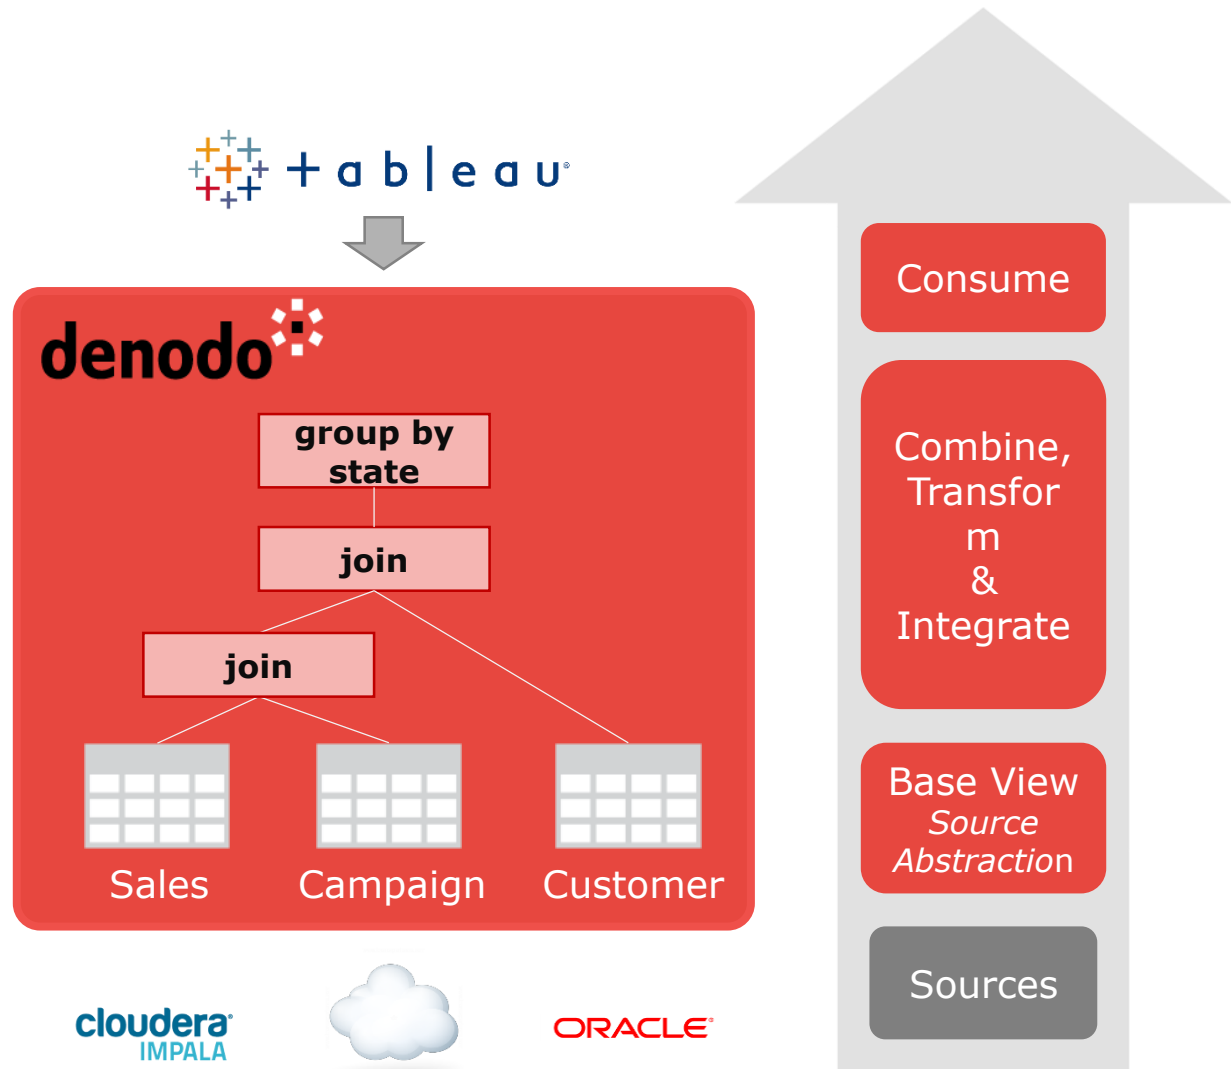 +ableau®
denodo
group by
state
join
join
Sales
Campaign
Customer
cloudera®
IMPALA
ORACLE®
Consume
Combine,
Transfor
m
&
Integrate
Base View
Source
Abstraction
Sources